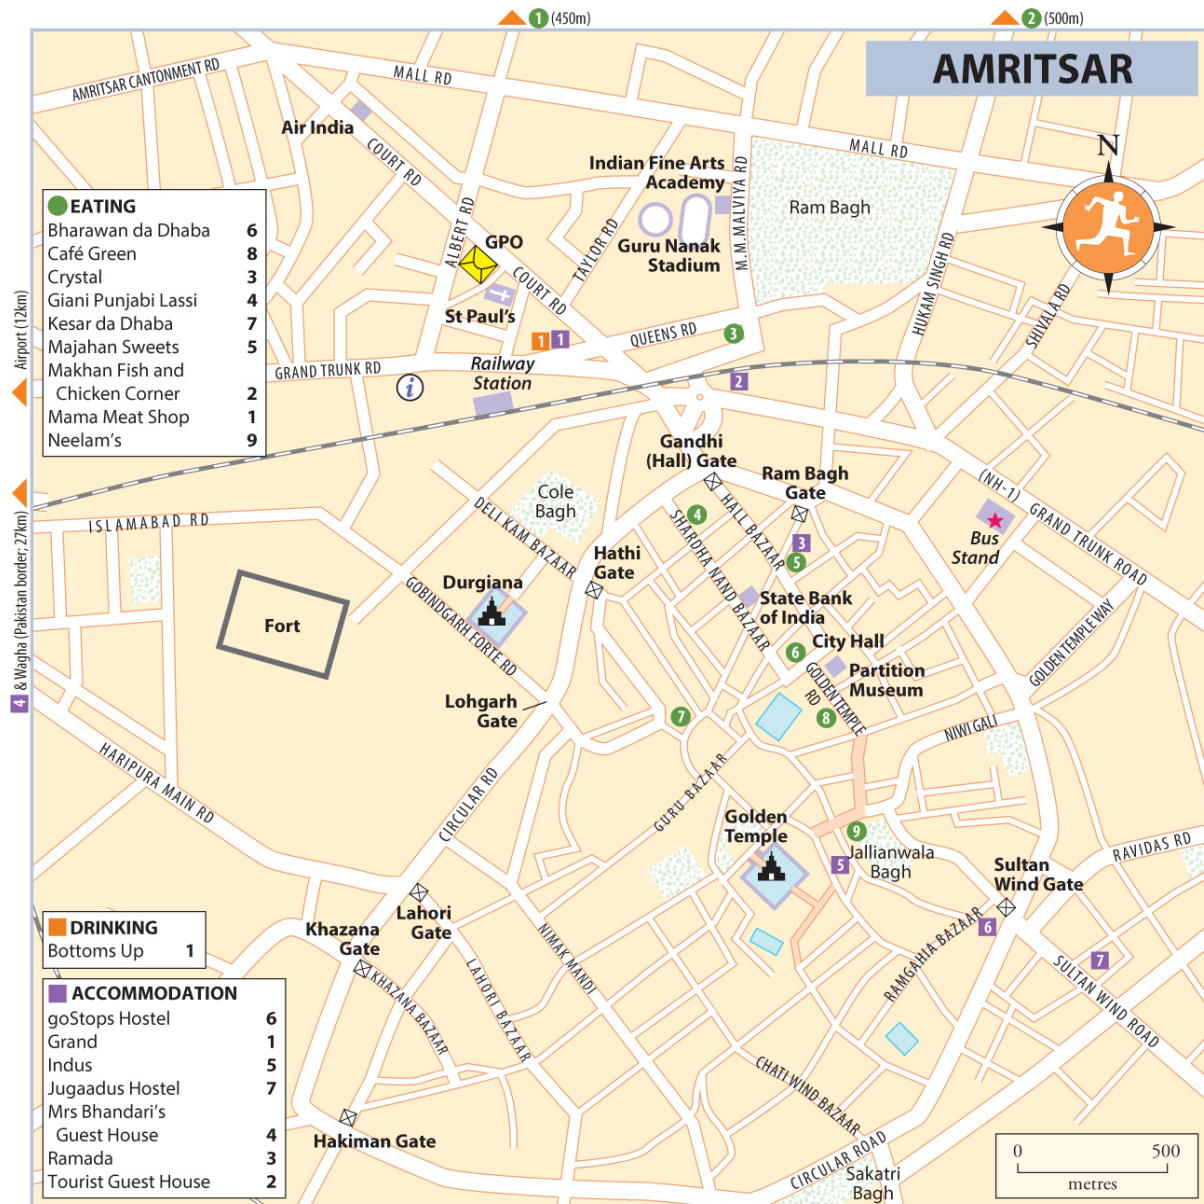 1 (450m)
2 (500m)
AMRITSAR
AMRITSAR CANTONMENT RD
MALL RD
Air India
COURT RD
MALL RD
N
Indian Fine Arts
Academy
M.M.MALVIYA RD
Ram Bagh
Guru Nanak
Stadium
ALBERT RD
GPO
TAYLOR RD
COURT RD
HUKAM SINGH RD
SHIVALA RD
St Paul's
1
1
QUEENS RD
3
EATING
Bharawan da Dhaba 6
Café Green 8
Crystal 3
Giani Punjabi Lassi 4
Kesar da Dhaba 7
Majahan Sweets 5
Makhan Fish and
Chicken Corner 2
Mama Meat Shop 1
Neelam's 9
Airport (12km)
GRAND TRUNK RD
i
Railway
Station
2
Gandhi
(Hall) Gate
Ram Bagh
Gate
(NH-1) GRAND TRUNK ROAD
Bus
Stand
Cole
Bagh
DELI KAM BAZAAR
4
HALL BAZAAR
SHARDHA NAND BAZAAR
3
5
ISLAMABAD RD
4 & Wagha (Pakistan border; 27km)
Hathi
Gate
Durgiana
GOBINDGARH FORTE RD
Fort
State Bank
of India
6
City Hall
Partition
Museum
GOLDEN TEMPLE
RD
8
GOLDEN TEMPLE WAY
Lohgarh
Gate
7
NIWI GALI
HARIPURA MAIN RD
CIRCULAR RD
GURU BAZAAR
Golden
Temple
9
Jallianwala
Bagh
5
Sultan
Wind Gate
RAVIDAS RD
6
7
RAMGAHIA BAZAAR
SULTAN WIND ROAD
Lahori
Gate
Khazana
Gate
NIMAK MANDI
LAHORI BAZAAR
KHAZANA BAZAAR
CHATI WIND BAZAAR
Hakiman Gate
CIRCULAR ROAD
Sakatri
Bagh
DRINKING
Bottoms Up 1
ACCOMMODATION
goStops Hostel 6
Grand 1
Indus 5
Jugaadus Hostel 7
Mrs Bhandari's
Guest House 4
Ramada 3
Tourist Guest House 2
0 500
metres